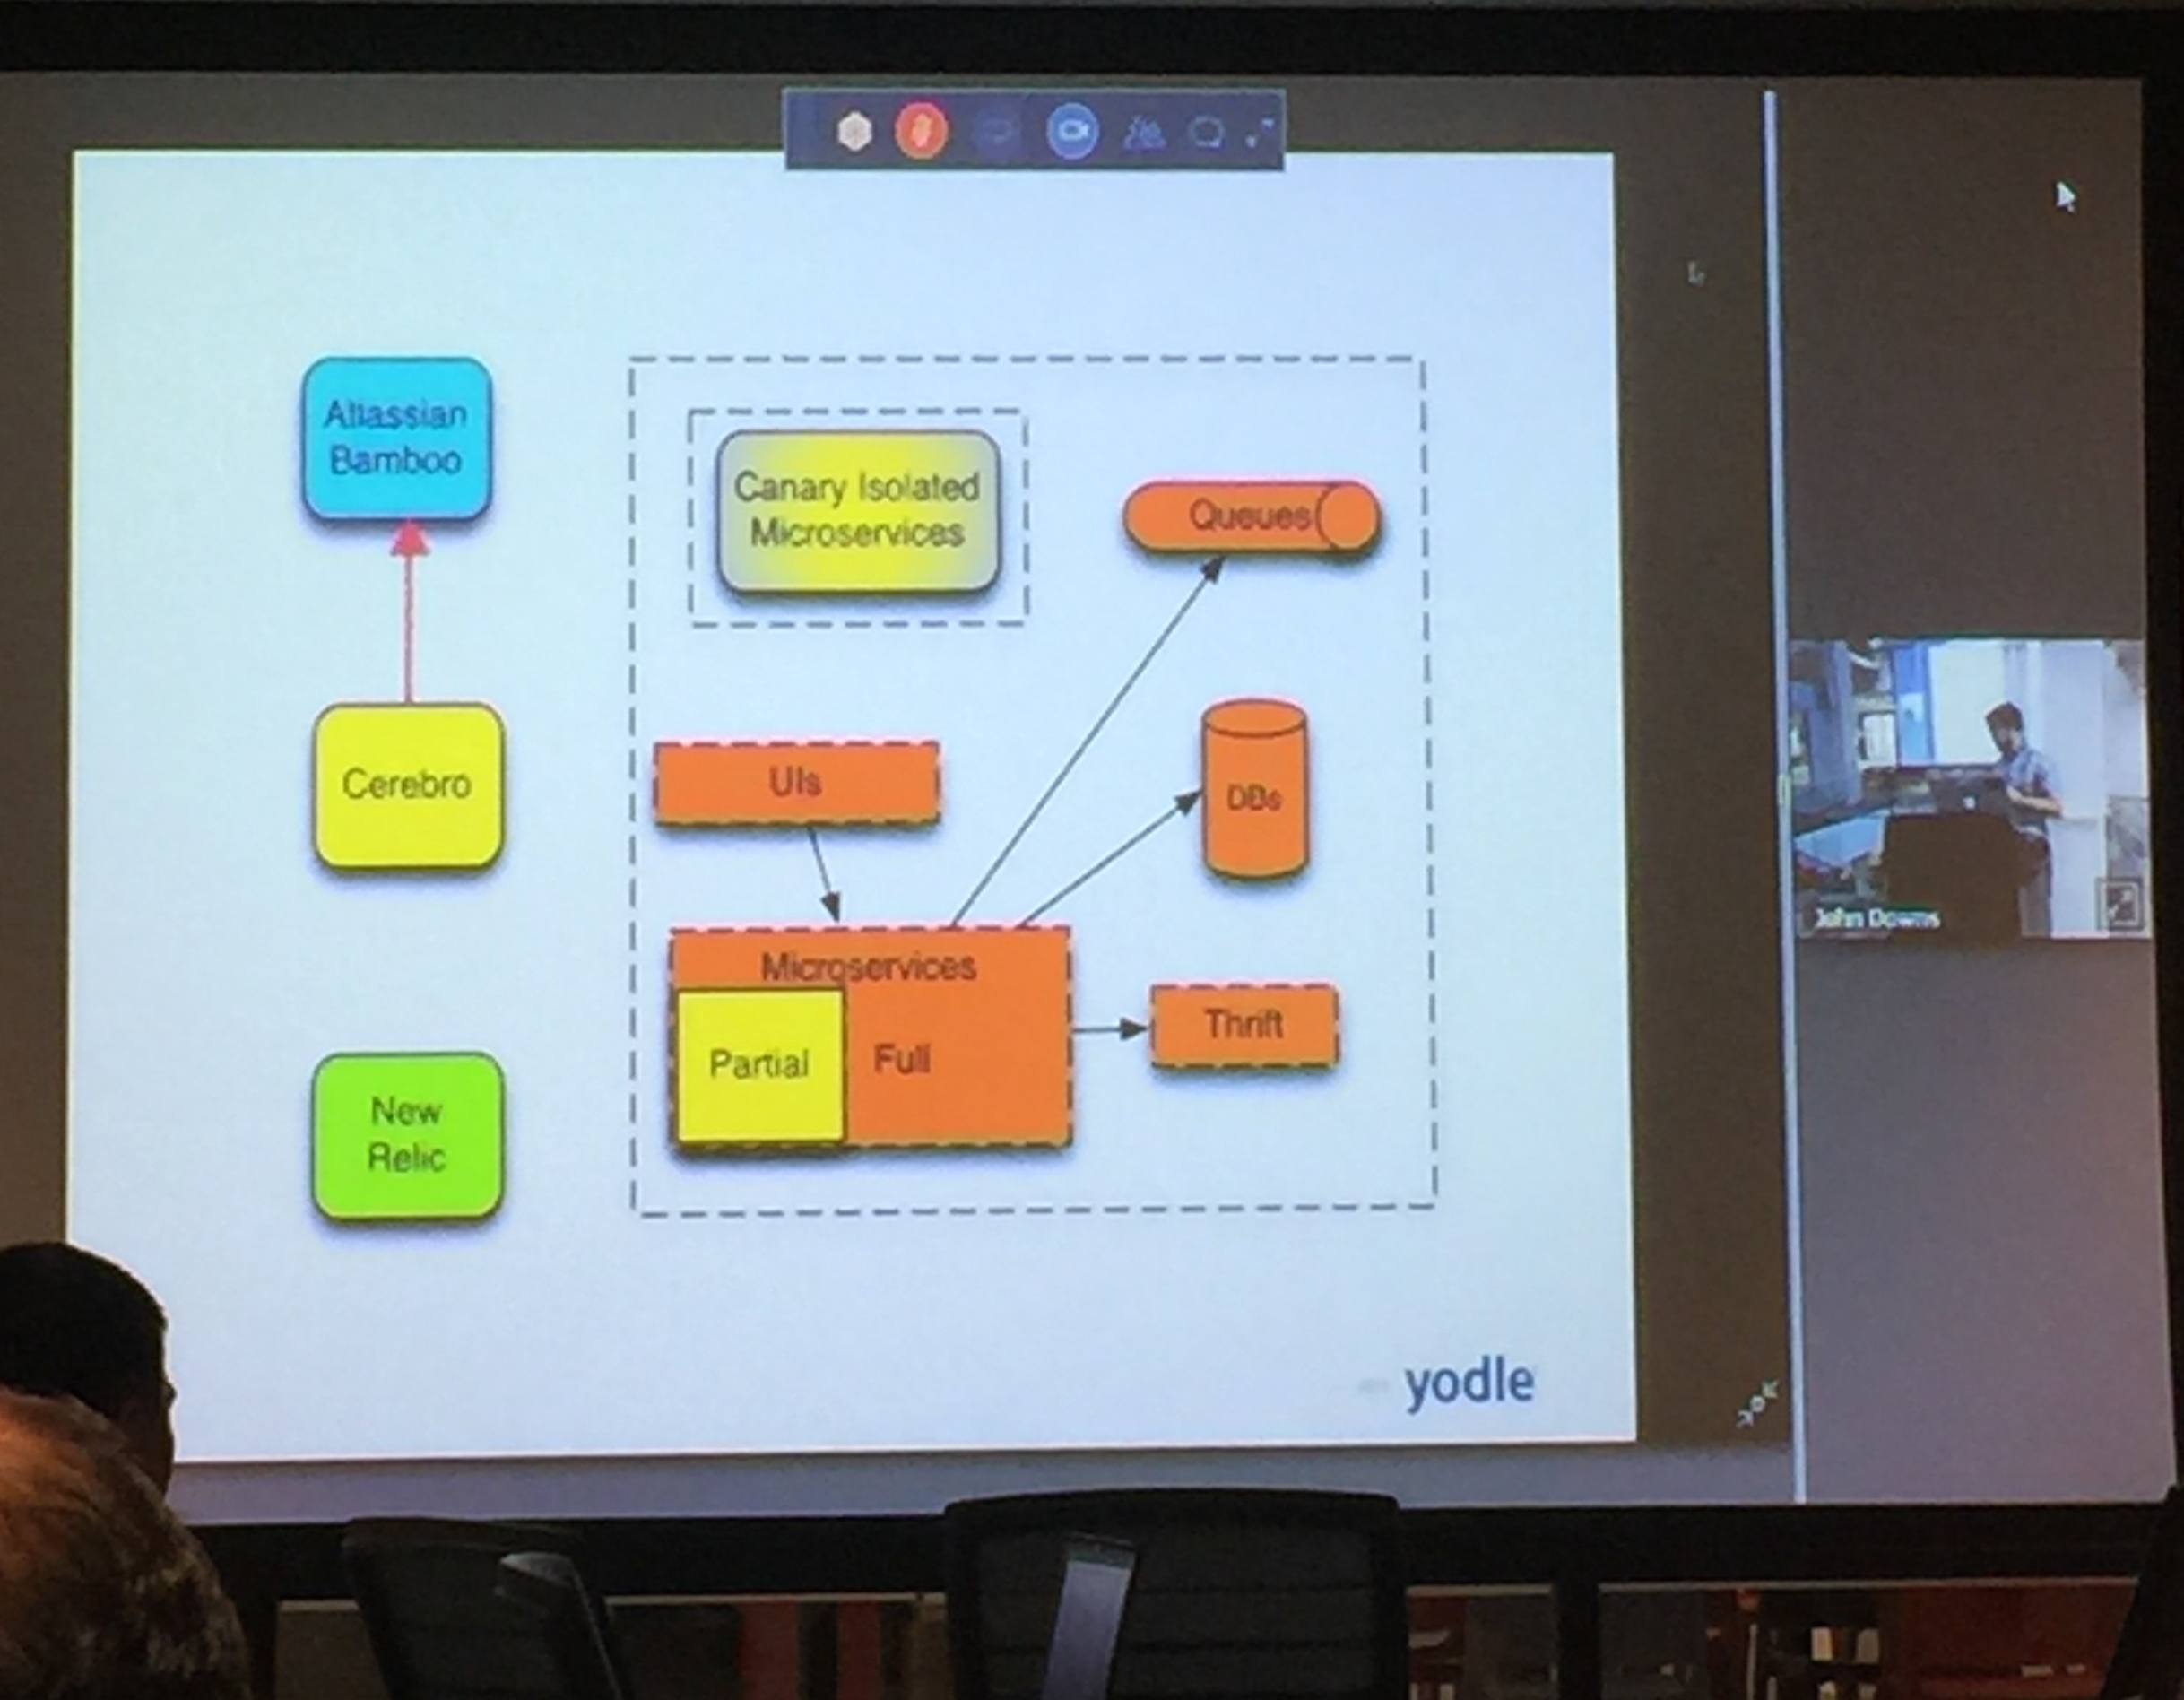 Atlassian
Bamboo
Canary Isolated
Microservices
Queues
Cerebro
UIs
DBs
Microservices
Partial
Full
Thrift
New
Relic
John Downs
yodle